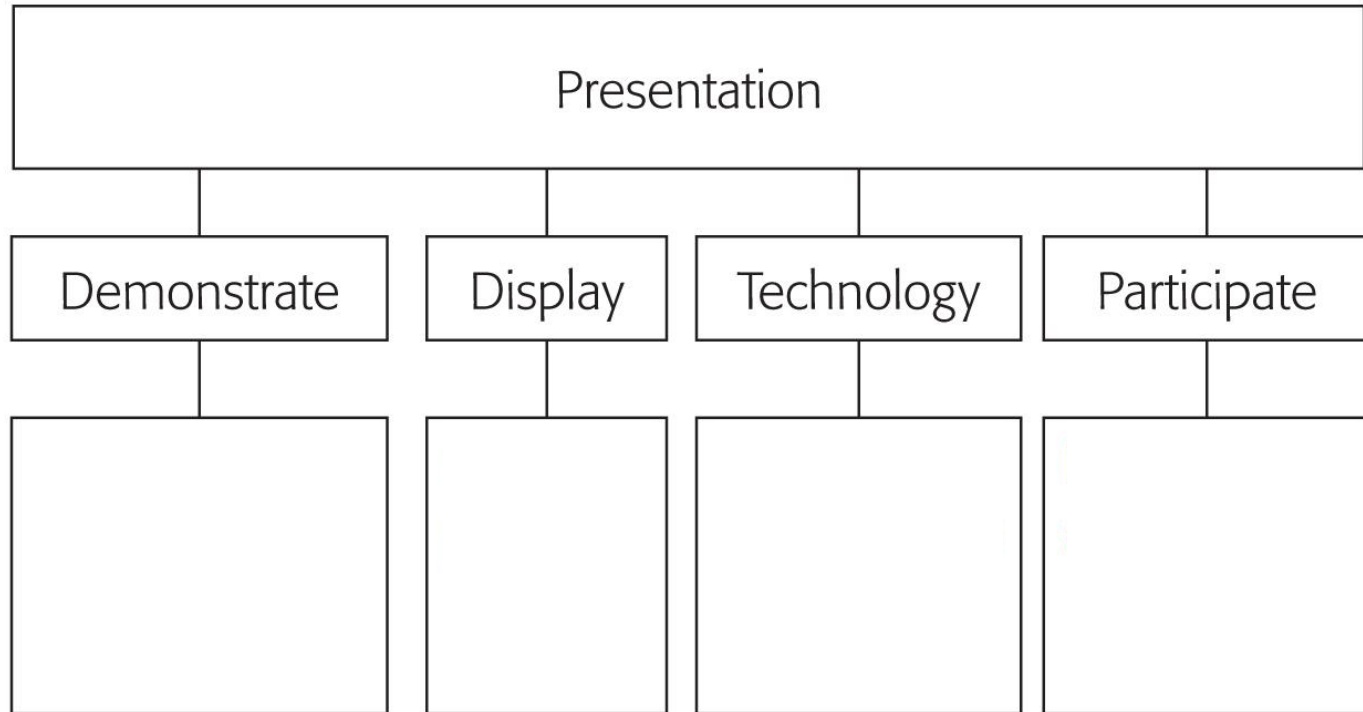 Presentation
Demonstrate
Display
Technology
Participate